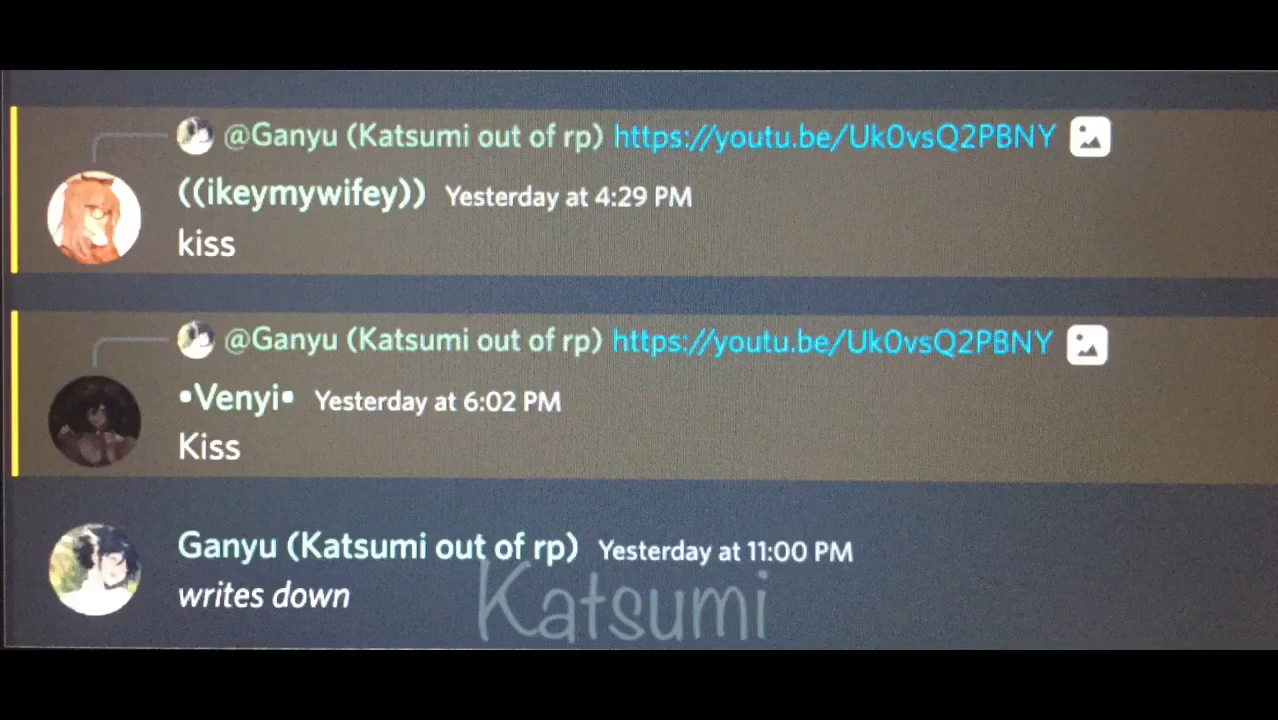 @Ganyu (Katsumi out of rp) https://youtu.be/Uk0vsQ2PBNY
((ikeymywifey)) Yesterday at 4:29 PM
kiss
@Ganyu (Katsumi out of rp) https://youtu.be/Uk0vsQ2PBNY
•Venyi• Yesterday at 6:02 PM
Kiss
Ganyu (Katsumi out of rp) Yesterday at 11:00 PM
writes down
Katsumi